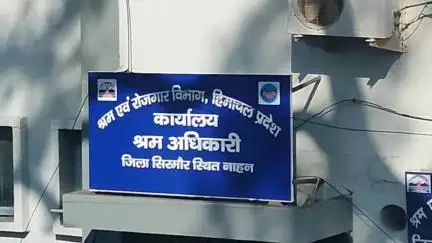 श्रम एवं रोजगार विभाग, हिमाचल प्रदेश
कार्यालय
श्रम अधिकारी
जिला सिरमौर स्थित नाहन